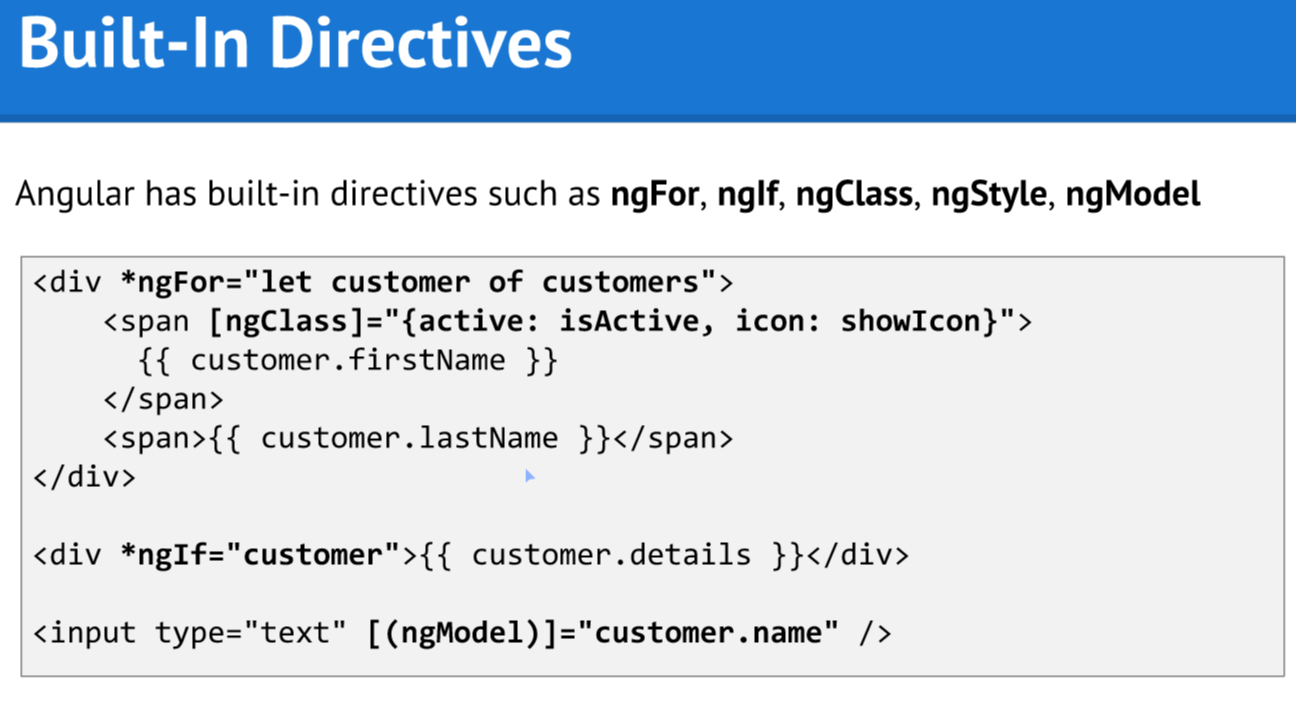 Built-In Directives
Angular has built-in directives such as ngFor, ngIf, ngClass, ngStyle, ngModel
<div *ngFor="let customer of customers">
    <span [ngClass]="{active: isActive, icon: showIcon}">
      {{ customer.firstName }}
    </span>
    <span>{{ customer.lastName }}</span>
</div>
<div *ngIf="customer">{{ customer.details }}</div>
<input type="text" [(ngModel)]="customer.name" />